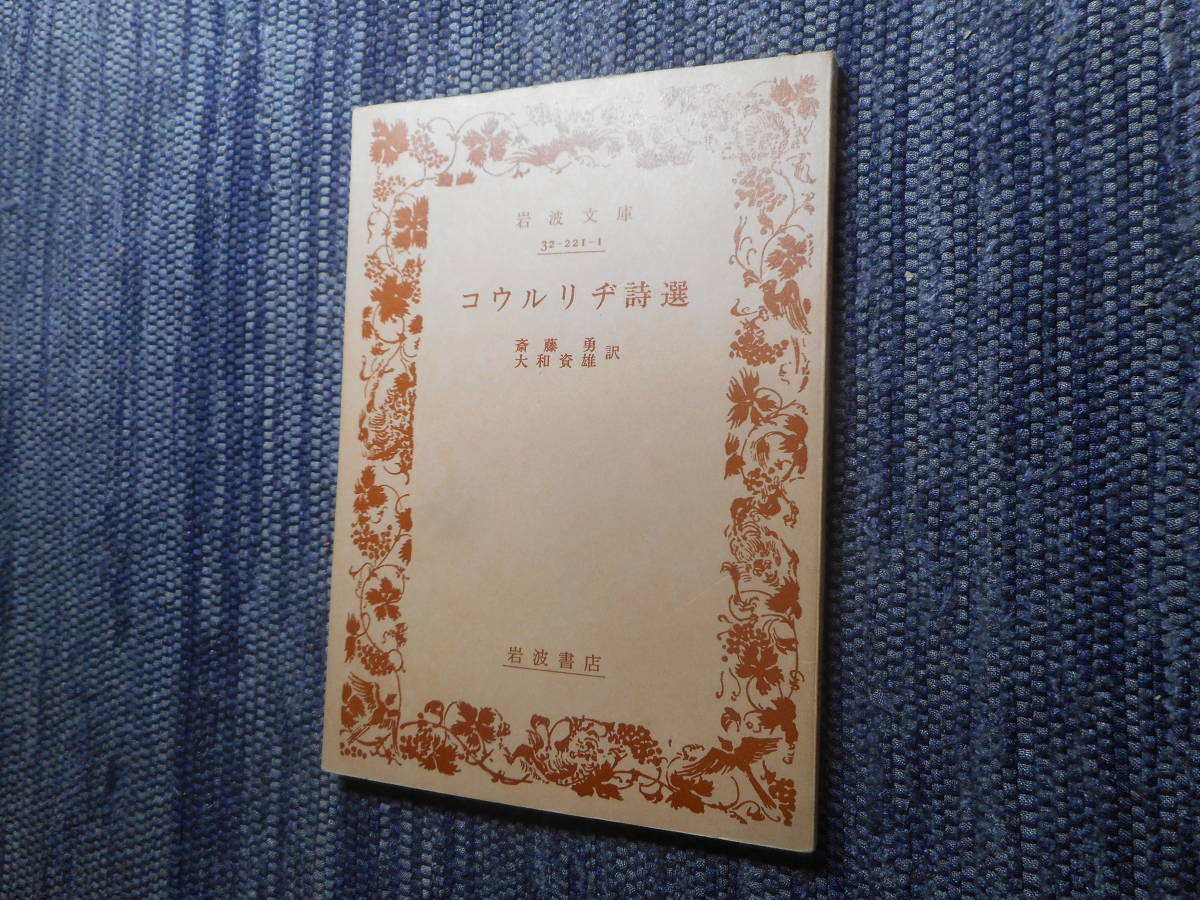 岩波文庫
32-221-1
コウルリヂ詩選
斎藤勇
大和資雄訳
岩波書店